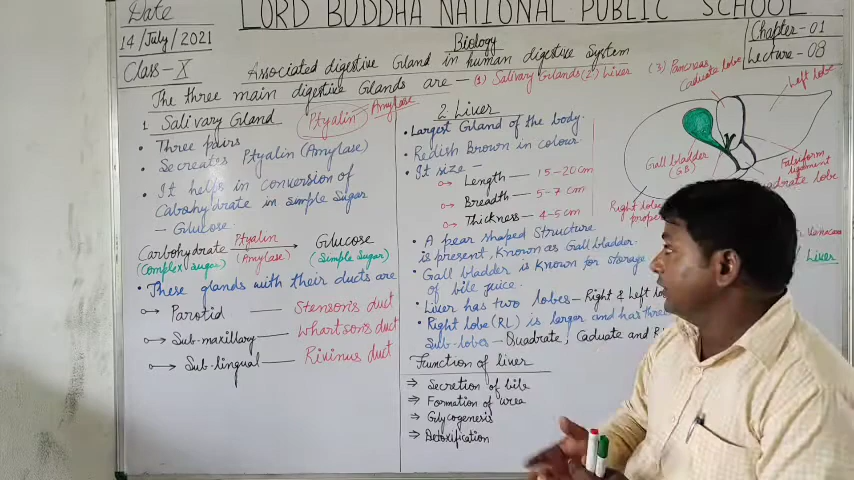 Date
LORD BUDDHA NATIONAL PUBLIC SCHOOL
14/July/2021
Class-X
Biology
Chapter-01
Lecture-08
Associated digestive Gland in human digestive System
The three main digestive Glands are - (1) Salivary Glands (2) Liver (3) Pancreas
1 Salivary Gland
Ptyalin - Amylase
• Three pairs
• Secreates Ptyalin (Amylase)
• It helps in conversion of
Cabohydrate in simple Sugar
- Glucose.
Carbohydrate Ptyalin Glucose
(Complex sugar) (Amylase) (Simple Sugar)
• These glands with their ducts are
Parotid — Stenson's duct
Sub-maxillary — Whartson's duct
Sub-lingual — Rivinus duct
2. Liver
• Largest Gland of the body.
• Redish Brown in colour.
• It size -
Length — 15-20cm
Breadth — 5-7 cm
Thickness — 4-5 cm
• A pear shaped Structure
is present, known as Gall bladder.
• Gall bladder is known for storage
of bile juice.
• Liver has two lobes - Right & Left
• Right lobe (RL) is larger and has three
Sub-lobes - Quadrate, Caduate and
Function of liver
⇒ Secretion of bile
⇒ Formation of urea
⇒ Glycogenesis
⇒ Detoxification
Caduate lobe
Left lobe
Gall bladder
(GB)
Falsiform
ligament
Quadrate lobe
Right lobe
proper
Liver